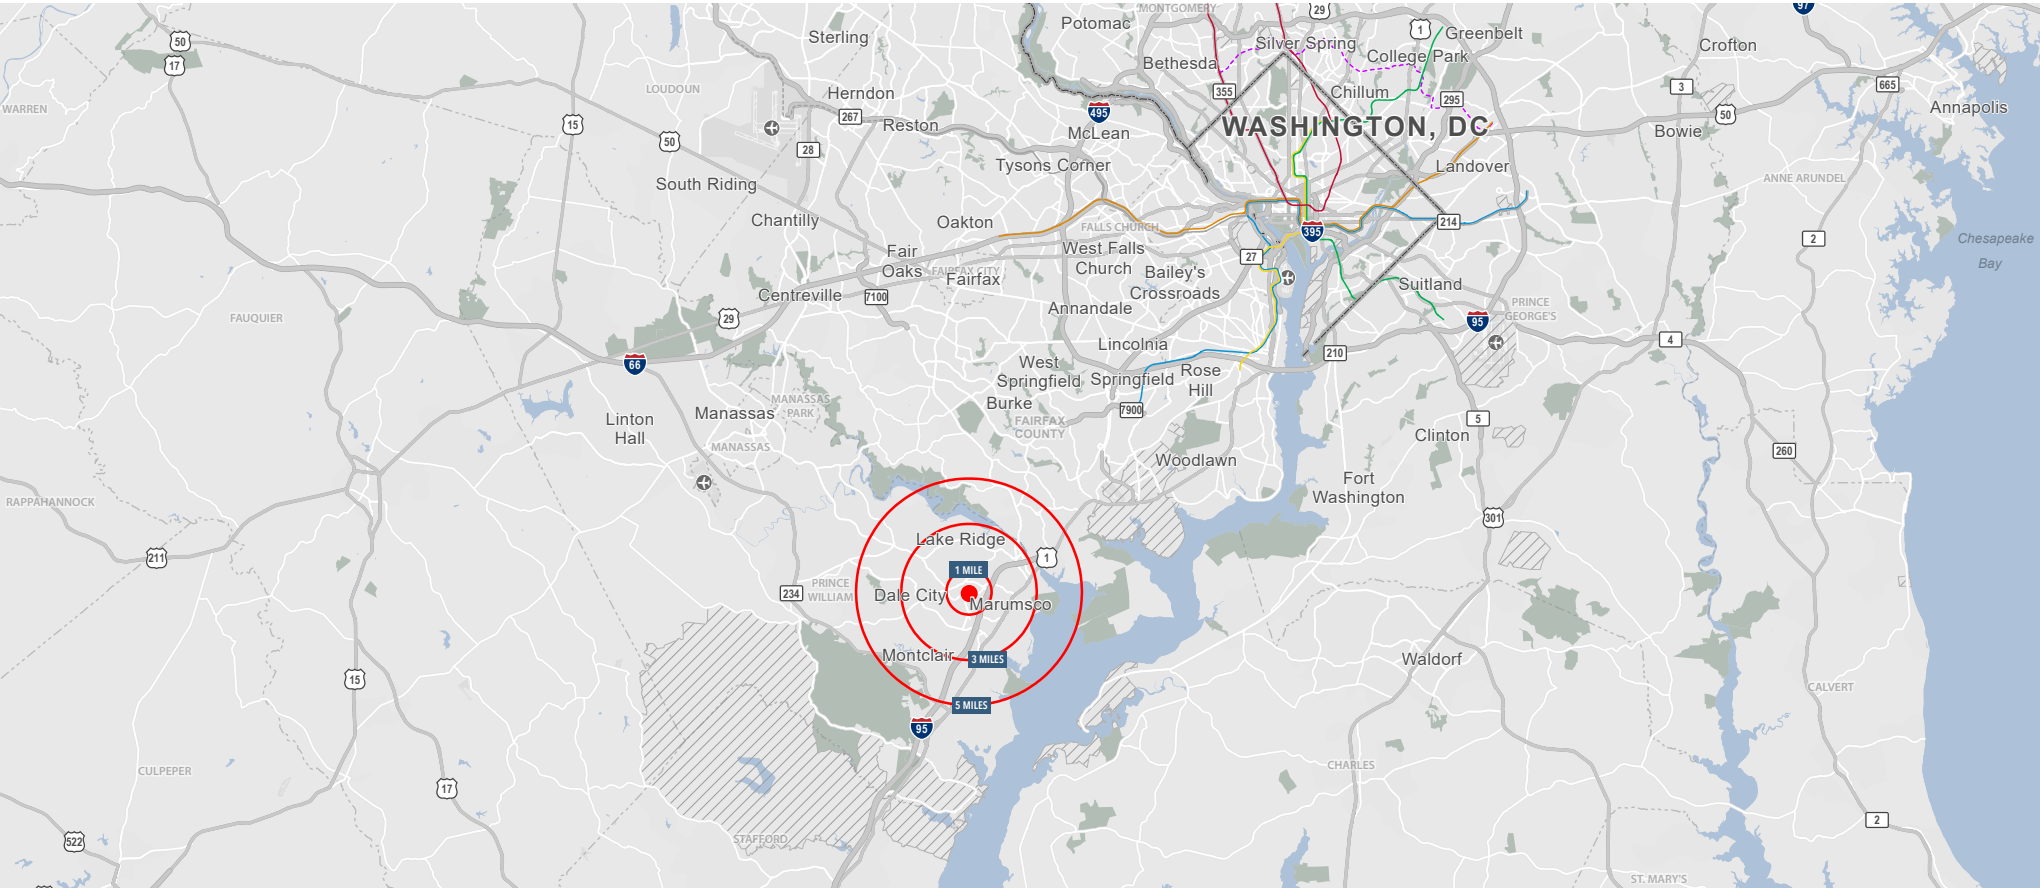 97
MONTGOMERY
29
Potomac
1
Greenbelt
Sterling
50
Silver Spring
Crofton
College Park
17
Bethesda
LOUDOUN
Herndon
355
Chillum
3
665
WARREN
295
Annapolis
495
267
50
15
Reston
McLean
WASHINGTON, DC
Bowie
50
28
Tysons Corner
Landover
South Riding
ANNE ARUNDEL
Chantilly
Oakton
FALLS CHURCH
214
395
2
Chesapeake
Bay
Fair
Oaks
West Falls
Church
27
FAIRFAX CITY
Fairfax
Bailey's
Crossroads
Suitland
Centreville
7100
Annandale
PRINCE
GEORGE'S
FAUQUIER
29
95
Lincolnia
4
66
West
Springfield
Springfield
Rose
Hill
210
MANASSAS
PARK
Burke
7900
Linton
Hall
Manassas
FAIRFAX
COUNTY
5
Clinton
MANASSAS
260
Woodlawn
Fort
Washington
RAPPAHANNOCK
301
Lake Ridge
211
1
1 MILE
PRINCE
WILLIAM
234
Dale City
Marumsco
Montclair
3 MILES
Waldorf
15
CALVERT
5 MILES
95
CHARLES
CULPEPER
17
2
STAFFORD
522
ST. MARY'S